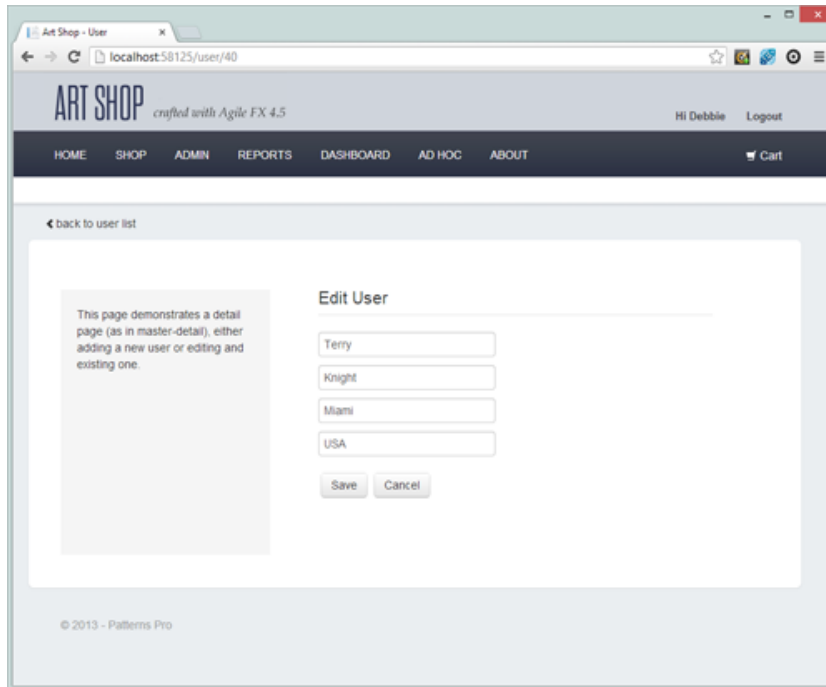 Art Shop - User
localhost:58125/user/40
ART SHOP crafted with Agile FX 4.5
Hi Debbie Logout
HOME SHOP ADMIN REPORTS DASHBOARD AD HOC ABOUT Cart
back to user list
This page demonstrates a detail
page (as in master-detail), either
adding a new user or editing and
existing one.
Edit User
Terry
Knight
Miami
USA
Save Cancel
© 2013 - Patterns Pro